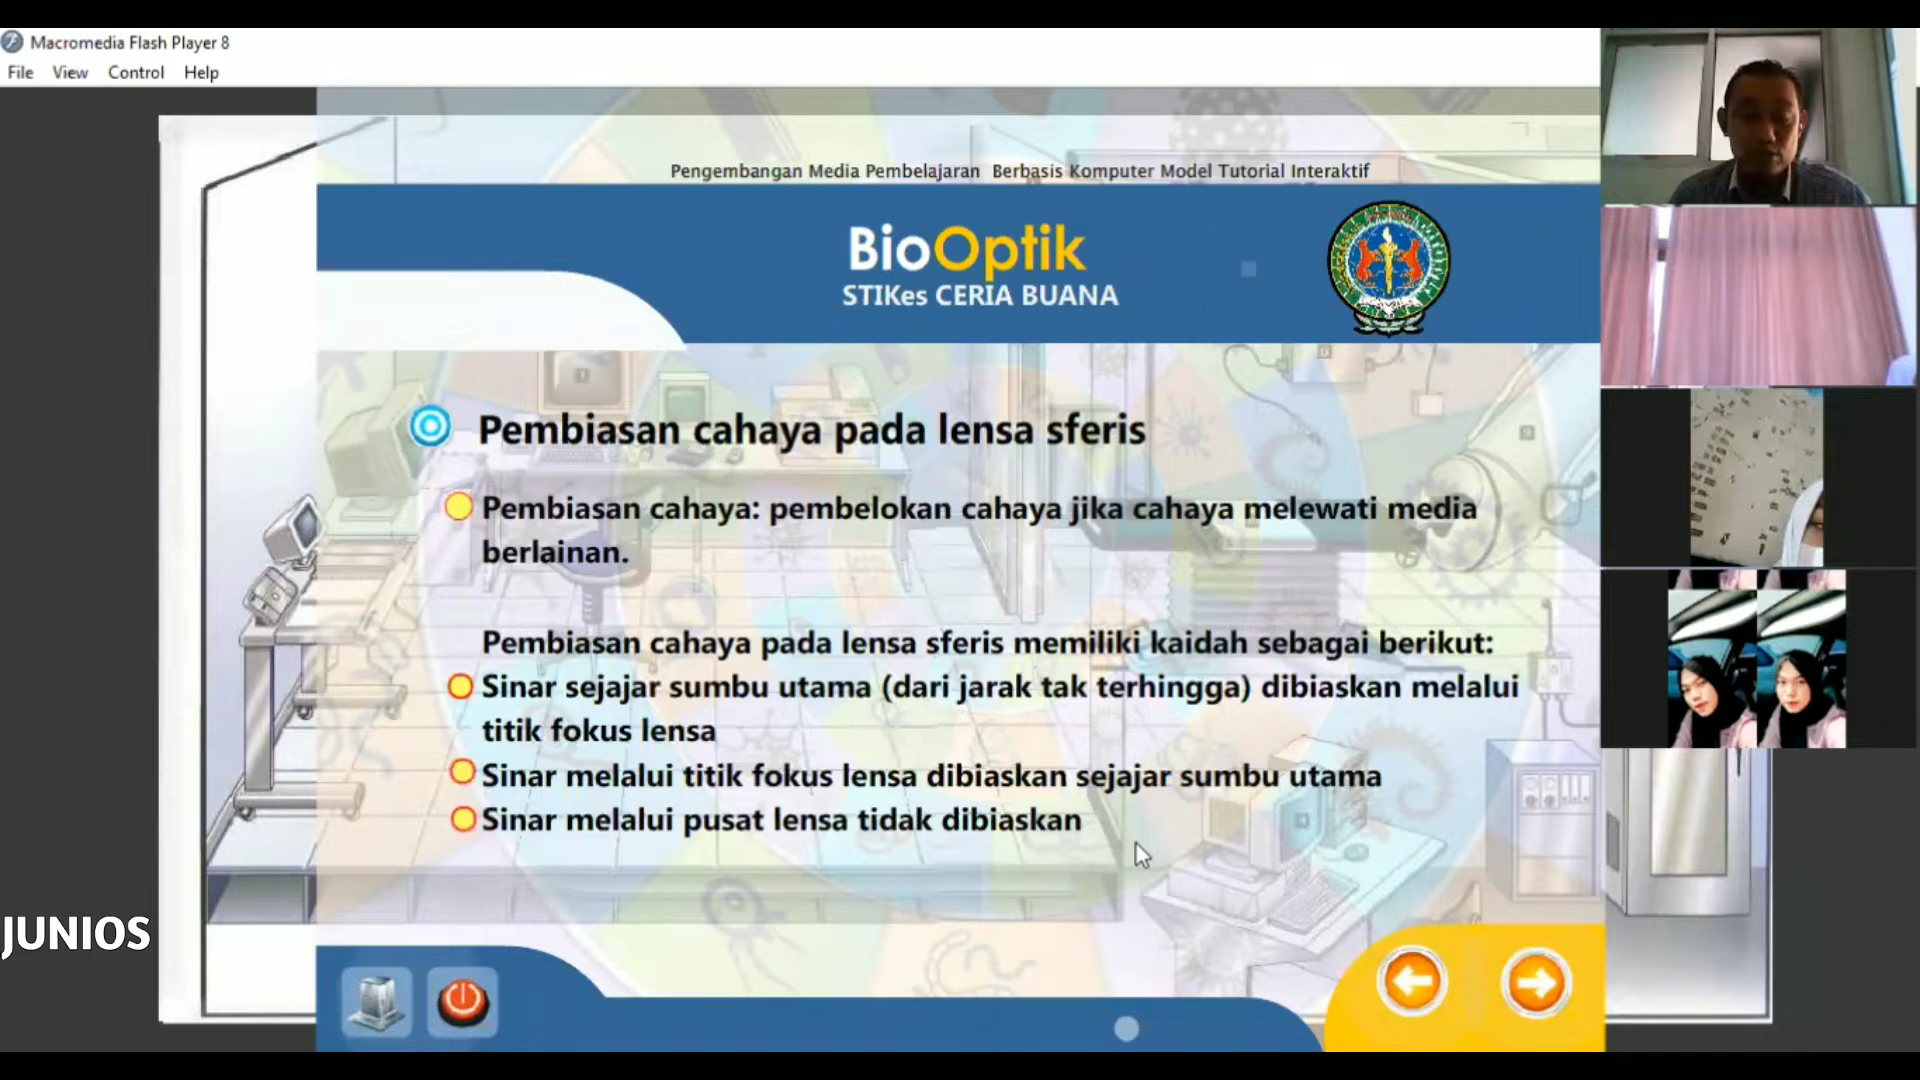 Macromedia Flash Player 8
File View Control Help
Pengembangan Media Pembelajaran Berbasis Komputer Model Tutorial Interaktif
BioOptik
STIKes CERIA BUANA
Pembiasan cahaya pada lensa sferis
Pembiasan cahaya: pembelokan cahaya jika cahaya melewati media
berlainan.
Pembiasan cahaya pada lensa sferis memiliki kaidah sebagai berikut:
Sinar sejajar sumbu utama (dari jarak tak terhingga) dibiaskan melalui
titik fokus lensa
Sinar melalui titik fokus lensa dibiaskan sejajar sumbu utama
Sinar melalui pusat lensa tidak dibiaskan
JUNIOS